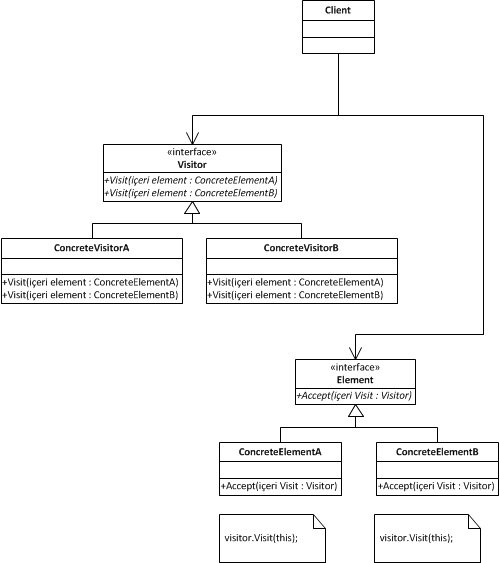 Client
«interface»
Visitor
+Visit(içeri element : ConcreteElementA)
+Visit(içeri element : ConcreteElementB)
ConcreteVisitorA
+Visit(içeri element : ConcreteElementA)
+Visit(içeri element : ConcreteElementB)
ConcreteVisitorB
+Visit(içeri element : ConcreteElementA)
+Visit(içeri element : ConcreteElementB)
«interface»
Element
+Accept(içeri Visit : Visitor)
ConcreteElementA
+Accept(içeri Visit : Visitor)
ConcreteElementB
+Accept(içeri Visit : Visitor)
visitor.Visit(this);
visitor.Visit(this);